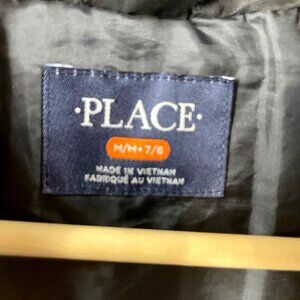 ·PLACE·
M/M • 7/8
MADE IN VIETNAM
FABRIQUÉ AU VIETNAM